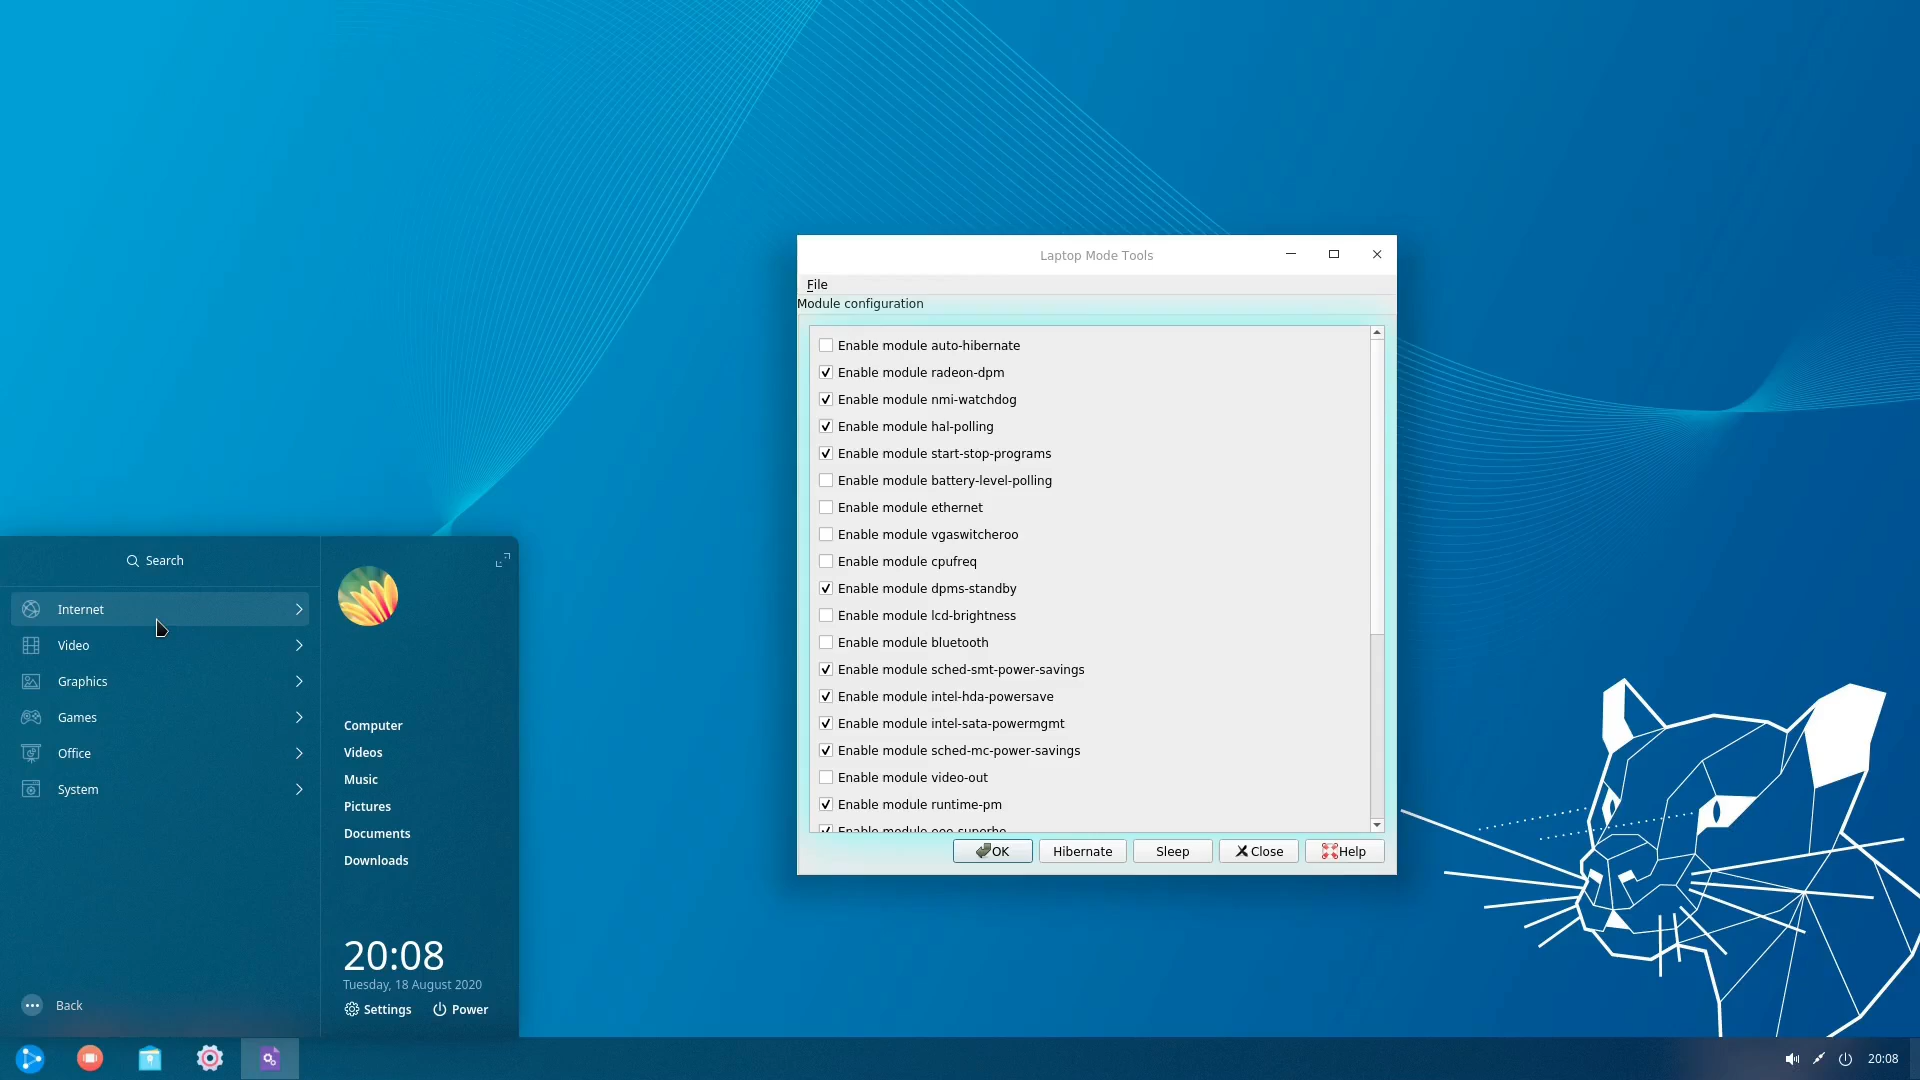 Laptop Mode Tools
File
Module configuration
Enable module auto-hibernate
Enable module radeon-dpm
Enable module nmi-watchdog
Enable module hal-polling
Enable module start-stop-programs
Enable module battery-level-polling
Enable module ethernet
Enable module vgaswitcheroo
Enable module cpufreq
Enable module dpms-standby
Enable module lcd-brightness
Enable module bluetooth
Enable module sched-smt-power-savings
Enable module intel-hda-powersave
Enable module intel-sata-powermgmt
Enable module sched-mc-power-savings
Enable module video-out
Enable module runtime-pm
Enable module
OK Hibernate Sleep Close Help
Search
Internet
Video
Graphics
Games
Office
System
Back
Computer
Videos
Music
Pictures
Documents
Downloads
20:08
Tuesday, 18 August 2020
Settings Power
20:08